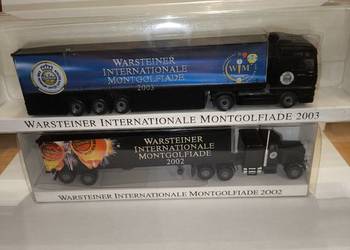 WARSTEINER
INTERNATIONALE
MONTGOLFIADE
2003
WIM
WARSTEINER INTERNATIONALE MONTGOLFIADE 2003
WARSTEINER
INTERNATIONALE
MONTGOLFIADE
2002
WARSTEINER INTERNATIONALE MONTGOLFIADE 2002